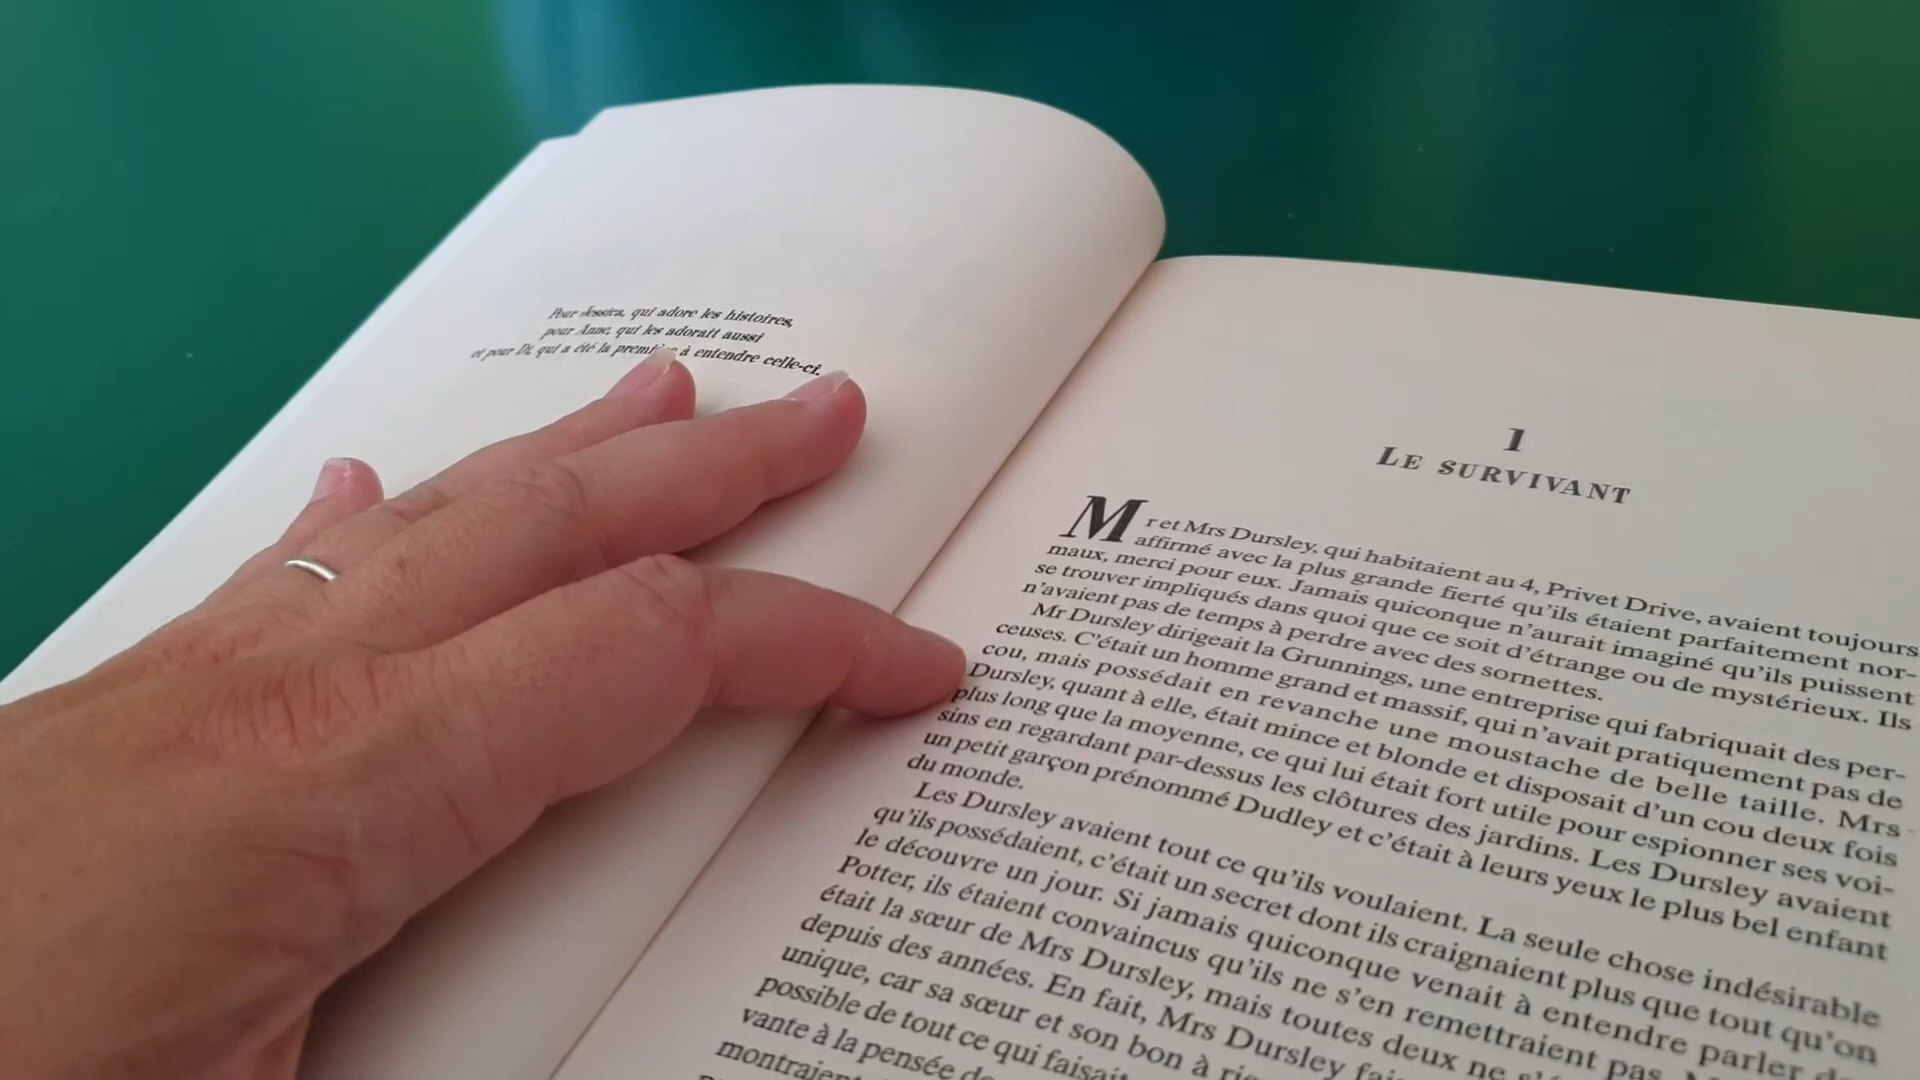 Pour Jessica, qui adore les histoires,
pour Anne, qui les adorait aussi
et pour Di, qui a été la première à entendre celle-ci.
1
LE SURVIVANT
Mr et Mrs Dursley, qui habitaient au 4, Privet Drive, avaient toujours
affirmé avec la plus grande fierté qu'ils étaient parfaitement nor-
maux, merci pour eux. Jamais quiconque n'aurait imaginé qu'ils puissent
se trouver impliqués dans quoi que ce soit d'étrange ou de mystérieux. Ils
n'avaient pas de temps à perdre avec des sornettes.
Mr Dursley dirigeait la Grunnings, une entreprise qui fabriquait des per-
ceuses. C'était un homme grand et massif, qui n'avait pratiquement pas de
cou, mais possédait en revanche une moustache de belle taille. Mrs
Dursley, quant à elle, était mince et blonde et disposait d'un cou deux fois
plus long que la moyenne, ce qui lui était fort utile pour espionner ses voi-
sins en regardant par-dessus les clôtures des jardins. Les Dursley avaient
un petit garçon prénommé Dudley et c'était à leurs yeux le plus bel enfant
du monde.
Les Dursley avaient tout ce qu'ils voulaient. La seule chose indésirable
qu'ils possédaient, c'était un secret dont ils craignaient plus que tout qu'on
le découvre un jour. Si jamais quiconque venait à entendre parler
Potter, ils étaient convaincus qu'ils ne s'en remettraient pas.
était la sœur de Mrs Dursley, mais toutes deux ne
depuis des années. En fait, Mrs Dursley
unique, car sa sœur et son bon à
possible de tout ce qui faisait
vante à la pensée de
montraient